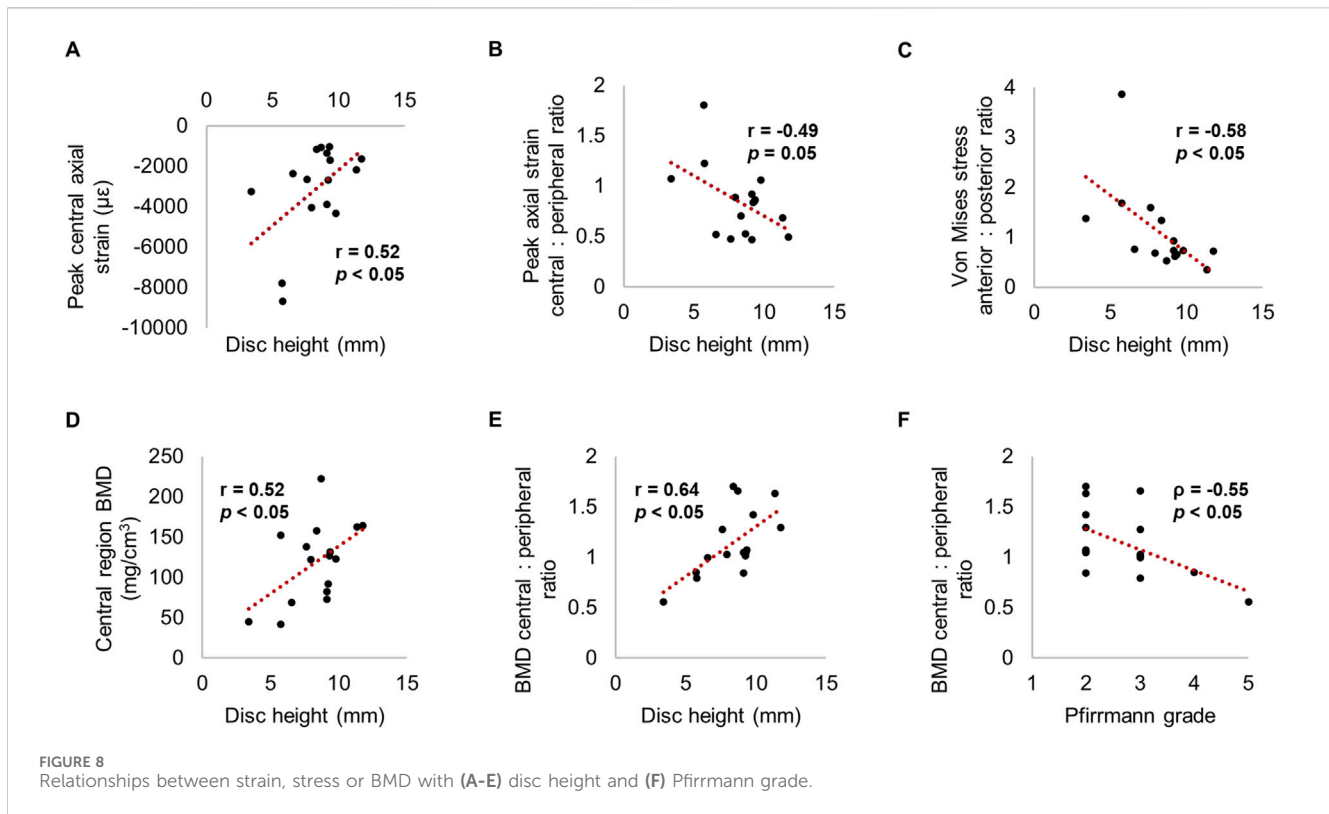 A
0 5 10 15
0
-2000
-4000
-6000
-8000
-10000
Peak central axial
strain (με)
r = 0.52
p < 0.05
Disc height (mm)
B
2
1.5
1
0.5
0
Peak axial strain
central : peripheral ratio
r = -0.49
p = 0.05
0 5 10 15
Disc height (mm)
C
4
3
2
1
0
Von Mises stress
anterior : posterior ratio
r = -0.58
p < 0.05
0 5 10 15
Disc height (mm)
D
250
200
150
100
50
0
Central region BMD
(mg/cm³)
r = 0.52
p < 0.05
0 5 10 15
Disc height (mm)
E
2
1.5
1
0.5
0
BMD central : peripheral
ratio
r = 0.64
p < 0.05
0 5 10 15
Disc height (mm)
F
2
1.5
1
0.5
0
BMD central : peripheral
ratio
ρ = -0.55
p < 0.05
1 2 3 4 5
Pfirrmann grade
FIGURE 8
Relationships between strain, stress or BMD with (A-E) disc height and (F) Pfirrmann grade.